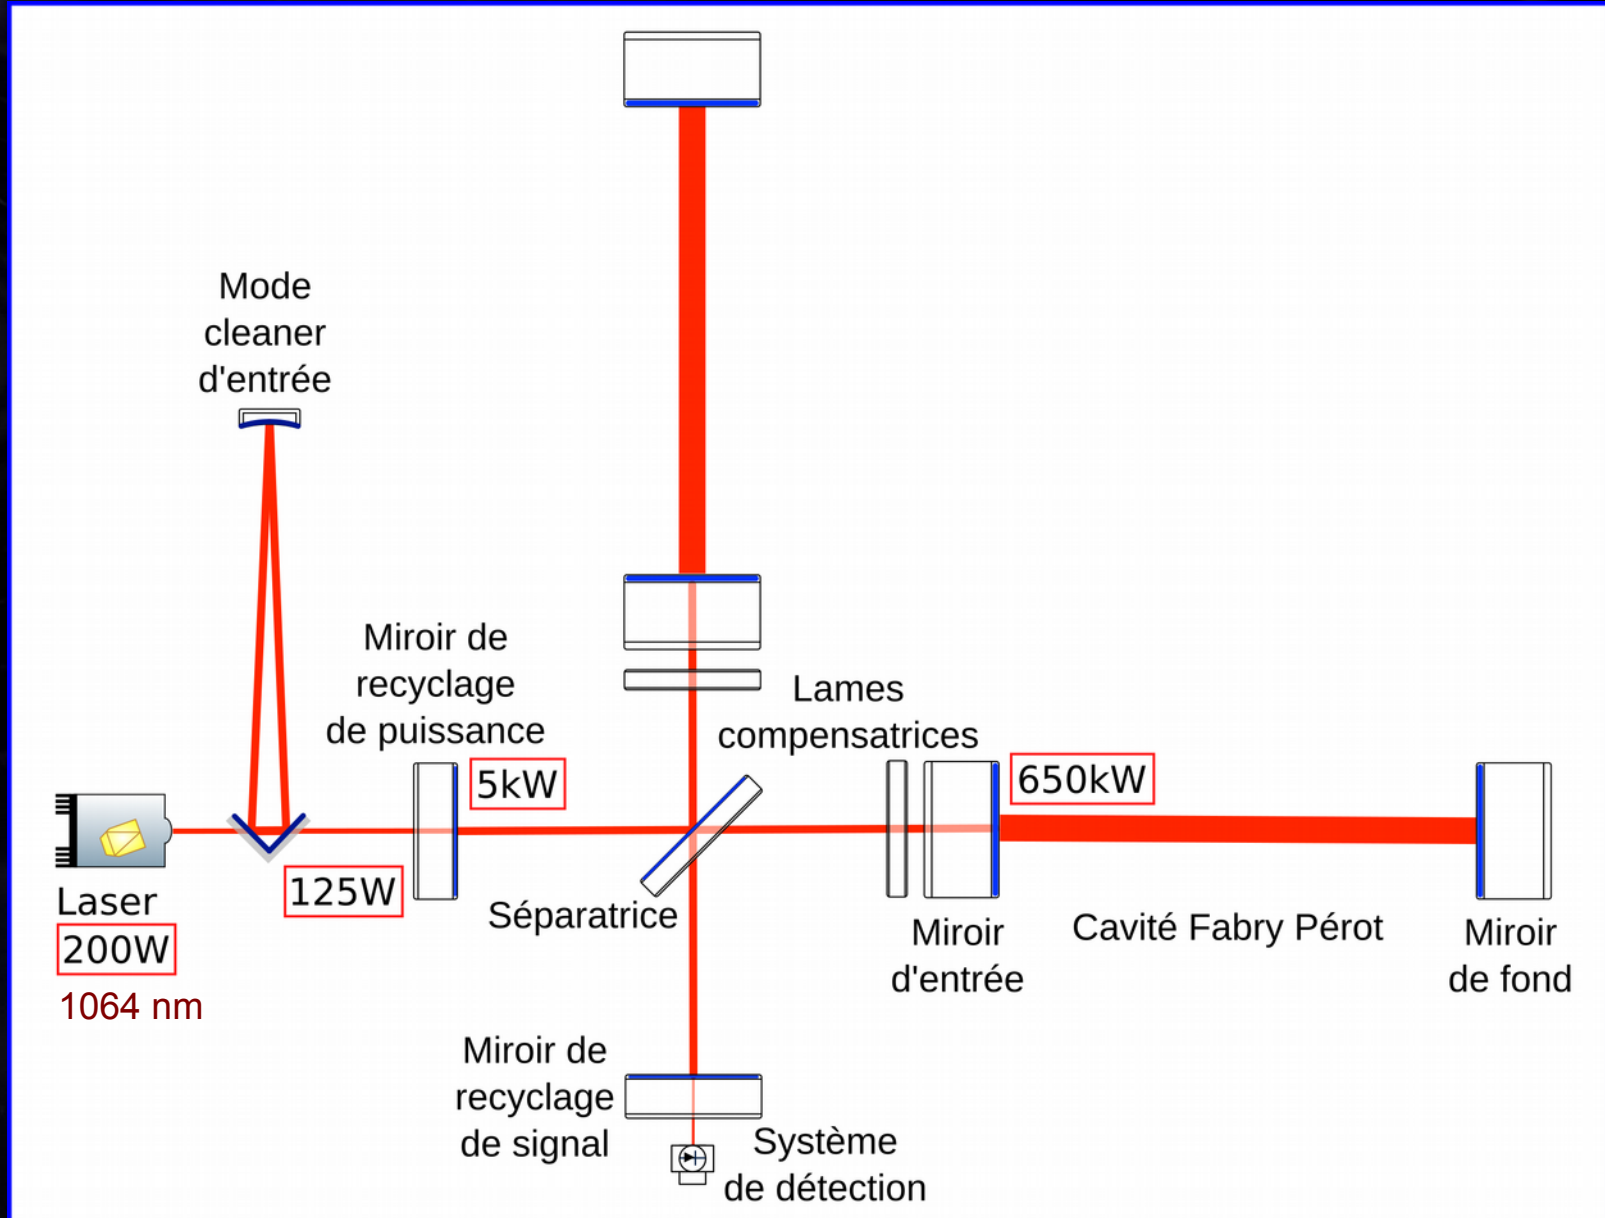 Mode
cleaner
d'entrée
Miroir de
recyclage
de puissance
Lames
compensatrices
5kW
650kW
125W
Laser
200W
1064 nm
Séparatrice
Miroir
d'entrée
Cavité Fabry Pérot
Miroir
de fond
Miroir de
recyclage
de signal
Système
de détection